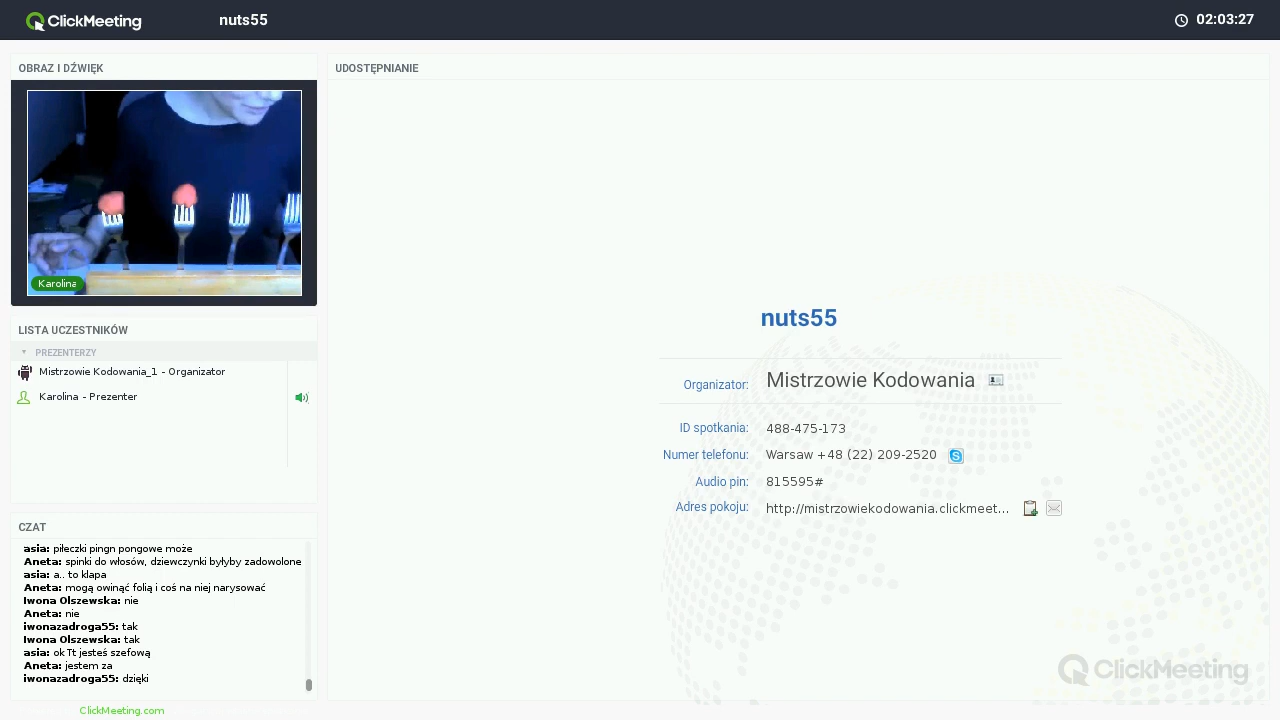 ClickMeeting
nuts55
02:03:27
OBRAZ I DŹWIĘK
Karolina
LISTA UCZESTNIKÓW
PREZENTERZY
Mistrzowie Kodowania_1 - Organizator
Karolina - Prezenter
CZAT
asia: piłeczki pingn pongowe może
Aneta: spinki do włosów, dziewczynki byłyby zadowolone
asia: a.. to klapa
Aneta: mogą owinąć folią i coś na niej narysować
Iwona Olszewska: nie
Aneta: nie
iwonazadroga55: tak
Iwona Olszewska: tak
asia: ok Tt jesteś szefową
Aneta: jestem za
iwonazadroga55: dzięki
ClickMeeting.com
UDOSTĘPNIANIE
nuts55
Organizator: Mistrzowie Kodowania
ID spotkania: 488-475-173
Numer telefonu: Warsaw +48 (22) 209-2520
Audio pin: 815595#
Adres pokoju: http://mistrzowiekodowania.clickmeet...
ClickMeeting